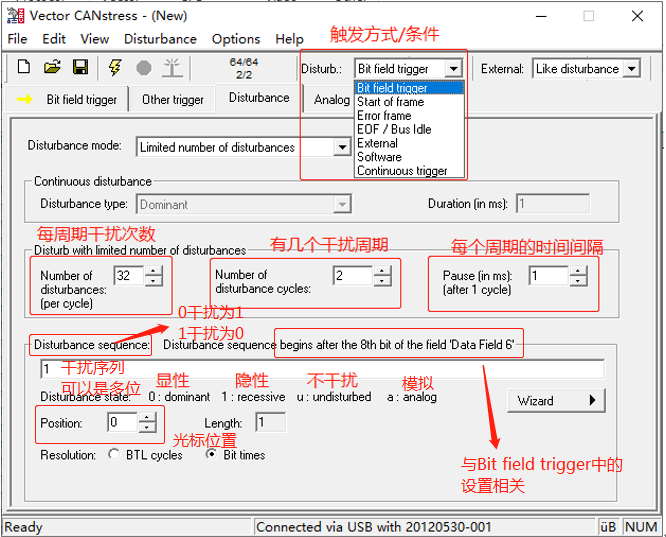 Vector CANstress - (New)
File Edit View Disturbance Options Help
触发方式/条件
64/64
2/2
Disturb.: Bit field trigger
External: Like disturbance
Bit field trigger
Start of frame
Error frame
EOF / Bus Idle
External
Software
Continuous trigger
Bit field trigger Other trigger Disturbance Analog
Disturbance mode: Limited number of disturbances
Continuous disturbance
Disturbance type: Dominant Duration (in ms): 1
每周期干扰次数 有几个干扰周期 每个周期的时间间隔
Disturb with limited number of disturbances
Number of disturbances: (per cycle) 32
Number of disturbance cycles: 2
Pause (in ms): (after 1 cycle) 1
0干扰为1
1干扰为0
Disturbance sequence: Disturbance sequence begins after the 8th bit of the field 'Data Field 6'
1 干扰序列
可以是多位 显性 隐性 不干扰 模拟
Disturbance state: 0 : dominant 1 : recessive u : undisturbed a : analog
Wizard
Position: 0 Length: 1
光标位置
Resolution: BTL cycles Bit times
与Bit field trigger中的
设置相关
Ready Connected via USB with 20120530-001 üB NUM